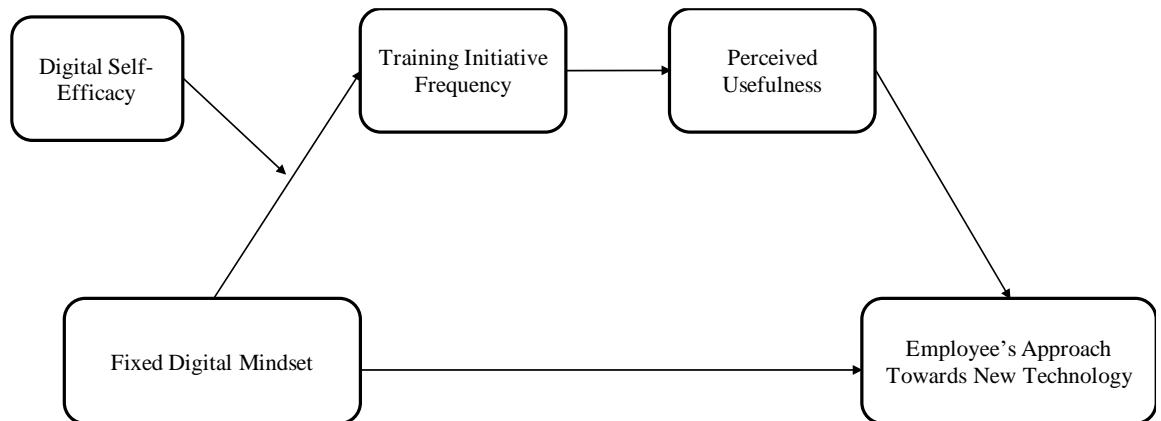 Digital Self-
Efficacy
Training Initiative
Frequency
Perceived
Usefulness
Fixed Digital Mindset
Employee’s Approach
Towards New Technology